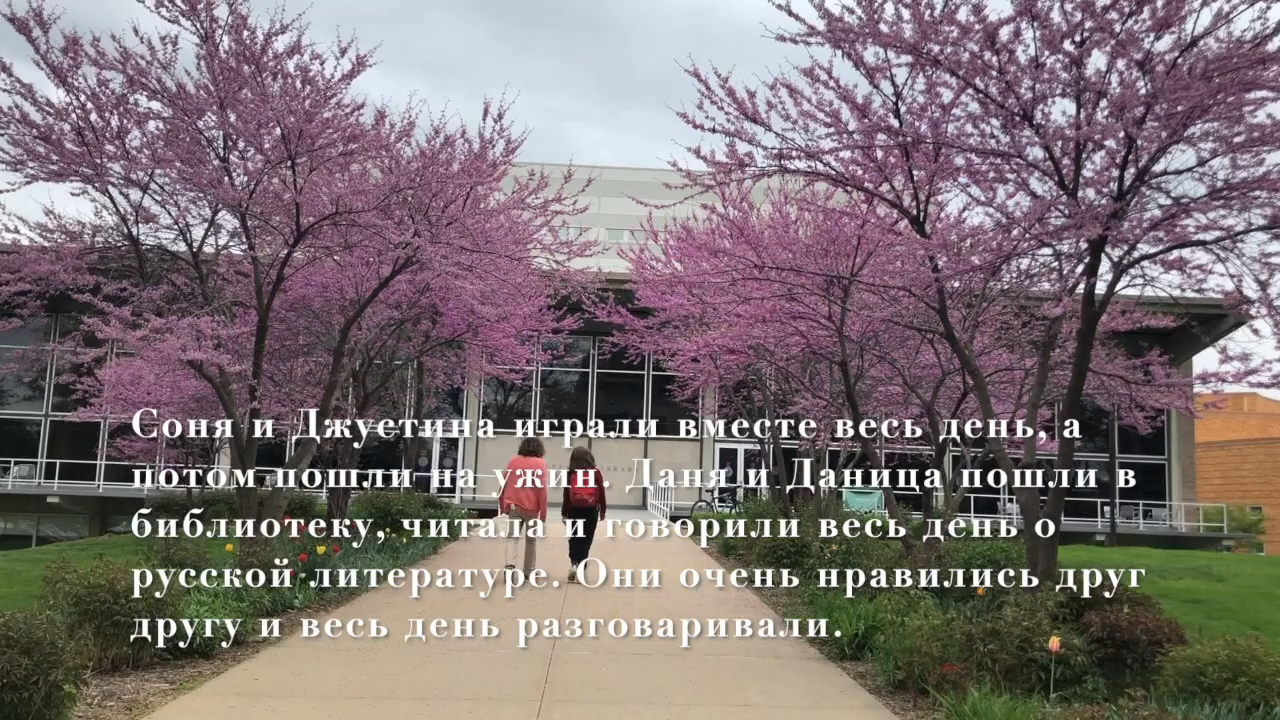 Соня и Джустина играли вместе весь день, а
потом пошли на ужин. Даня и Даница пошли в
библиотеку, читала и говорили весь день о
русской литературе. Они очень нравились друг
другу и весь день разговаривали.